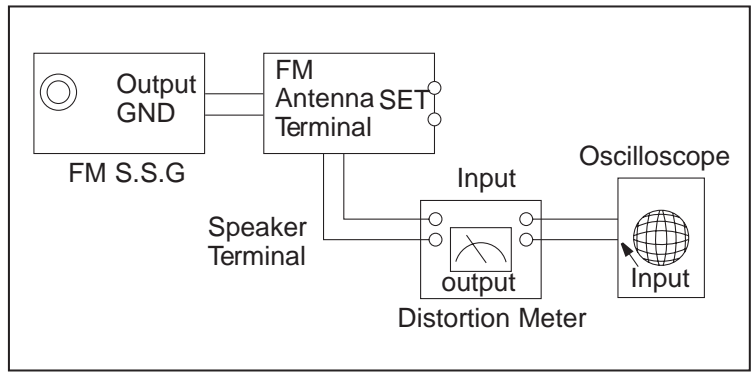 Output
GND
FM S.S.G
FM
Antenna SET
Terminal
Speaker
Terminal
Input
output
Distortion Meter
Oscilloscope
Input